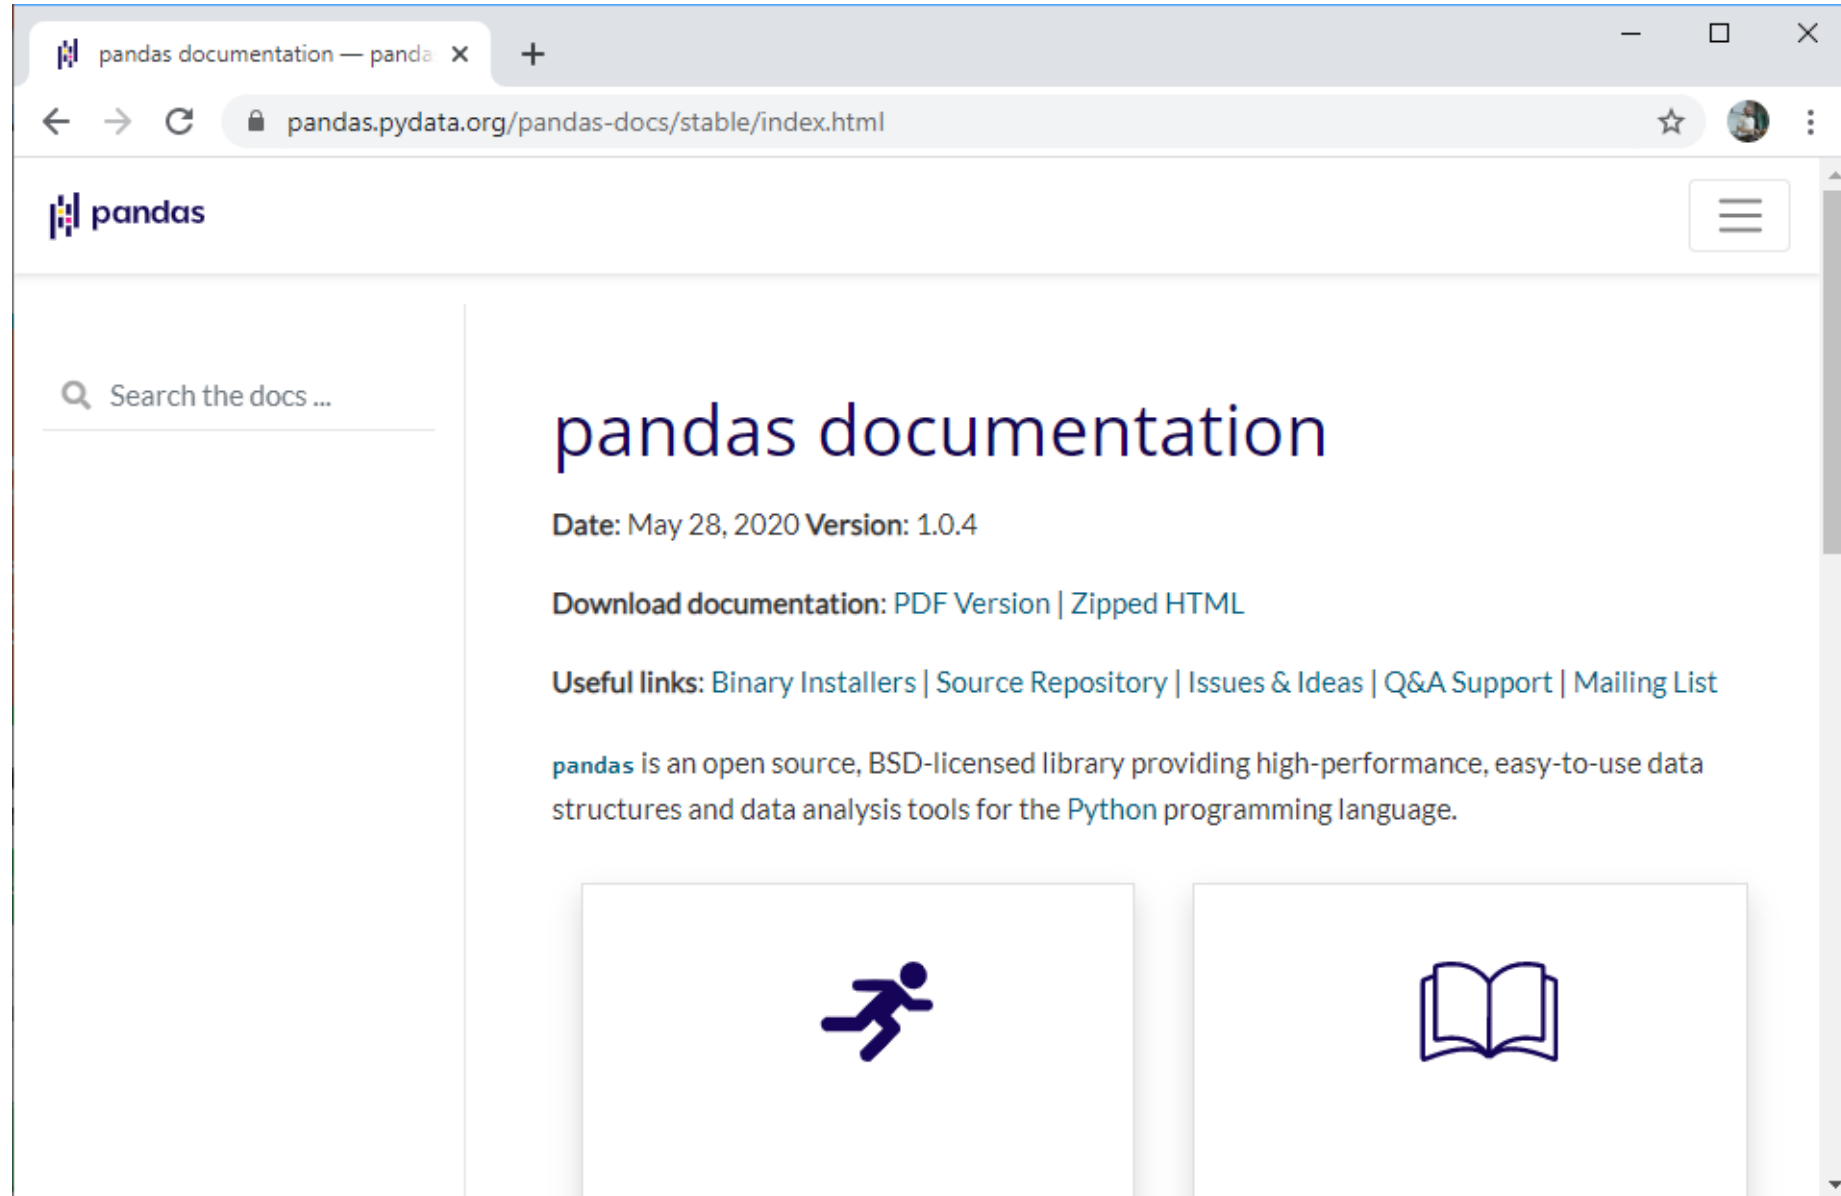 pandas documentation — panda
pandas.pydata.org/pandas-docs/stable/index.html
pandas
Search the docs ...
pandas documentation
Date: May 28, 2020 Version: 1.0.4
Download documentation: PDF Version | Zipped HTML
Useful links: Binary Installers | Source Repository | Issues & Ideas | Q&A Support | Mailing List
pandas is an open source, BSD-licensed library providing high-performance, easy-to-use data
structures and data analysis tools for the Python programming language.